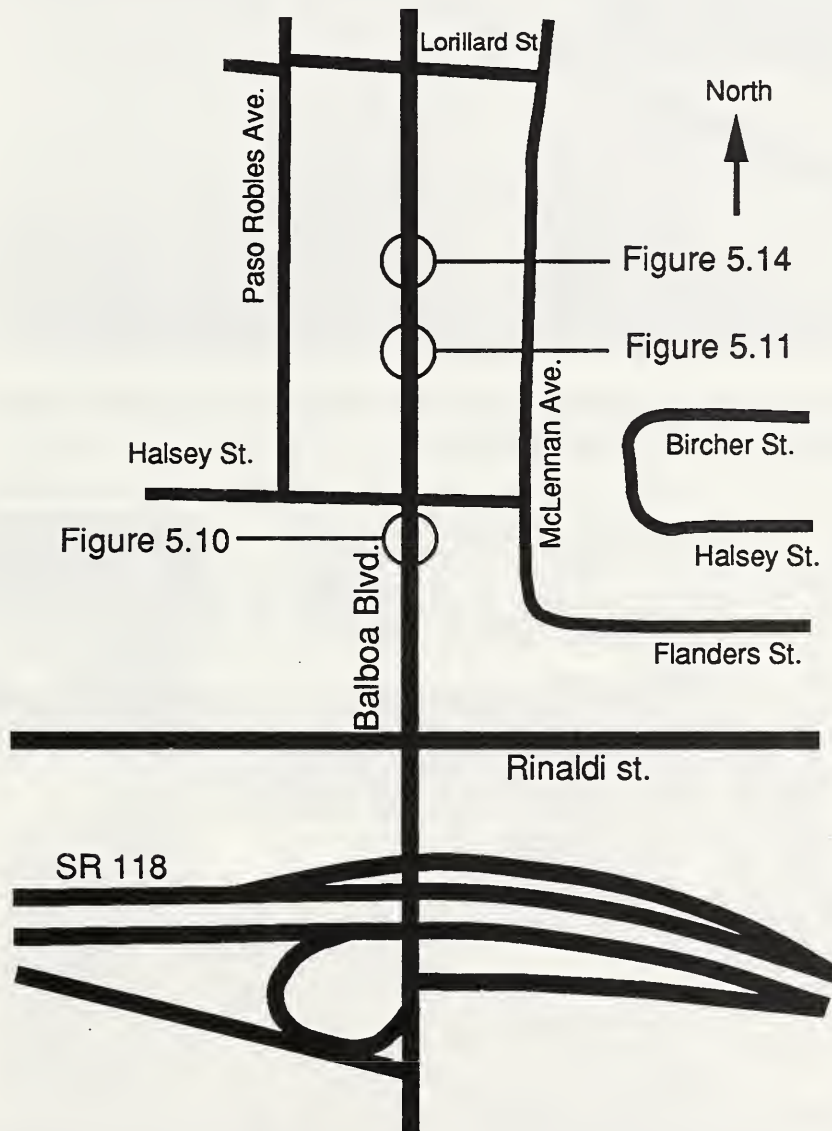 Lorillard St
North
Paso Robles Ave.
Figure 5.14
Figure 5.11
McLennan Ave.
Halsey St.
Bircher St.
Figure 5.10
Halsey St.
Balboa Blvd.
Flanders St.
Rinaldi st.
SR 118